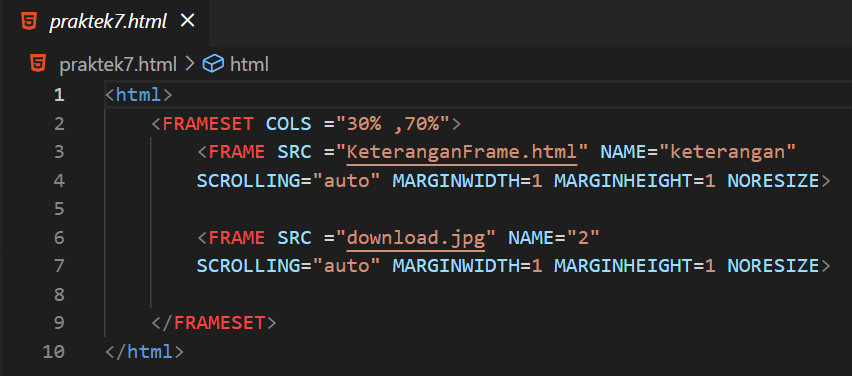 praktek7.html
praktek7.html > html
1 <html>
2 <FRAMESET COLS ="30% ,70%">
3 <FRAME SRC ="KeteranganFrame.html" NAME="keterangan"
4 SCROLLING="auto" MARGINWIDTH=1 MARGINHEIGHT=1 NORESIZE>
5
6 <FRAME SRC ="download.jpg" NAME="2"
7 SCROLLING="auto" MARGINWIDTH=1 MARGINHEIGHT=1 NORESIZE>
8
9 </FRAMESET>
10 </html>